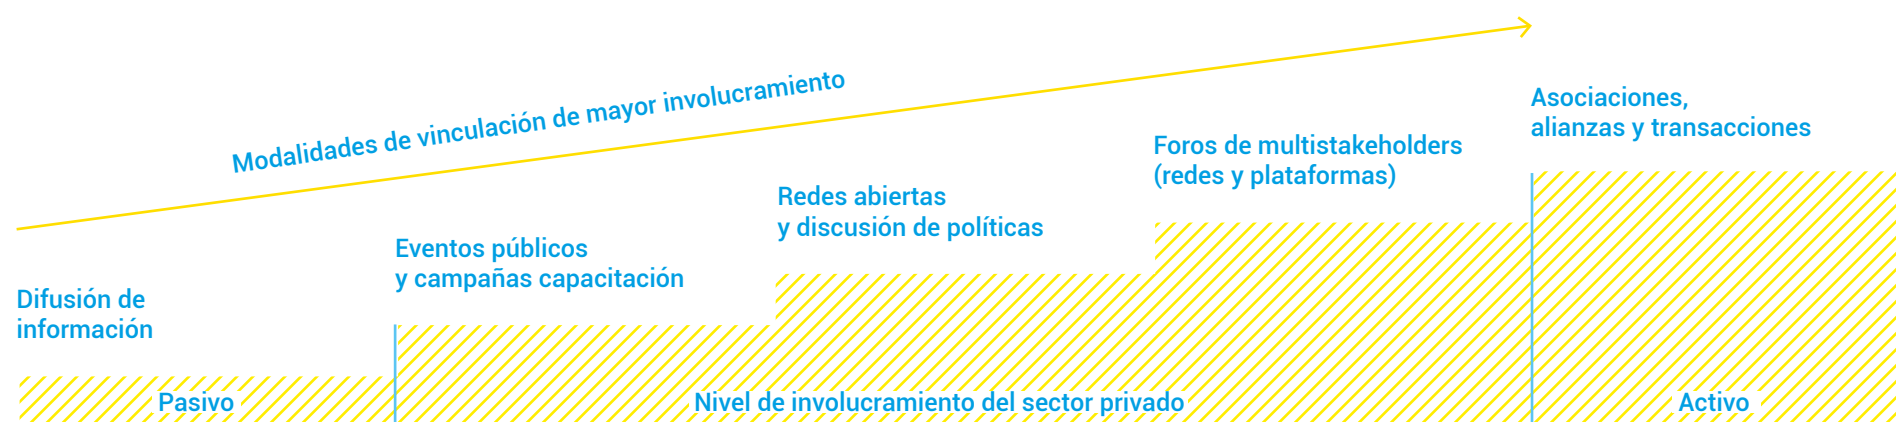 Modalidades de vinculación de mayor involucramiento
Difusión de
información
Eventos públicos
y campañas capacitación
Redes abiertas
y discusión de políticas
Foros de multistakeholders
(redes y plataformas)
Asociaciones,
alianzas y transacciones
Pasivo
Nivel de involucramiento del sector privado
Activo